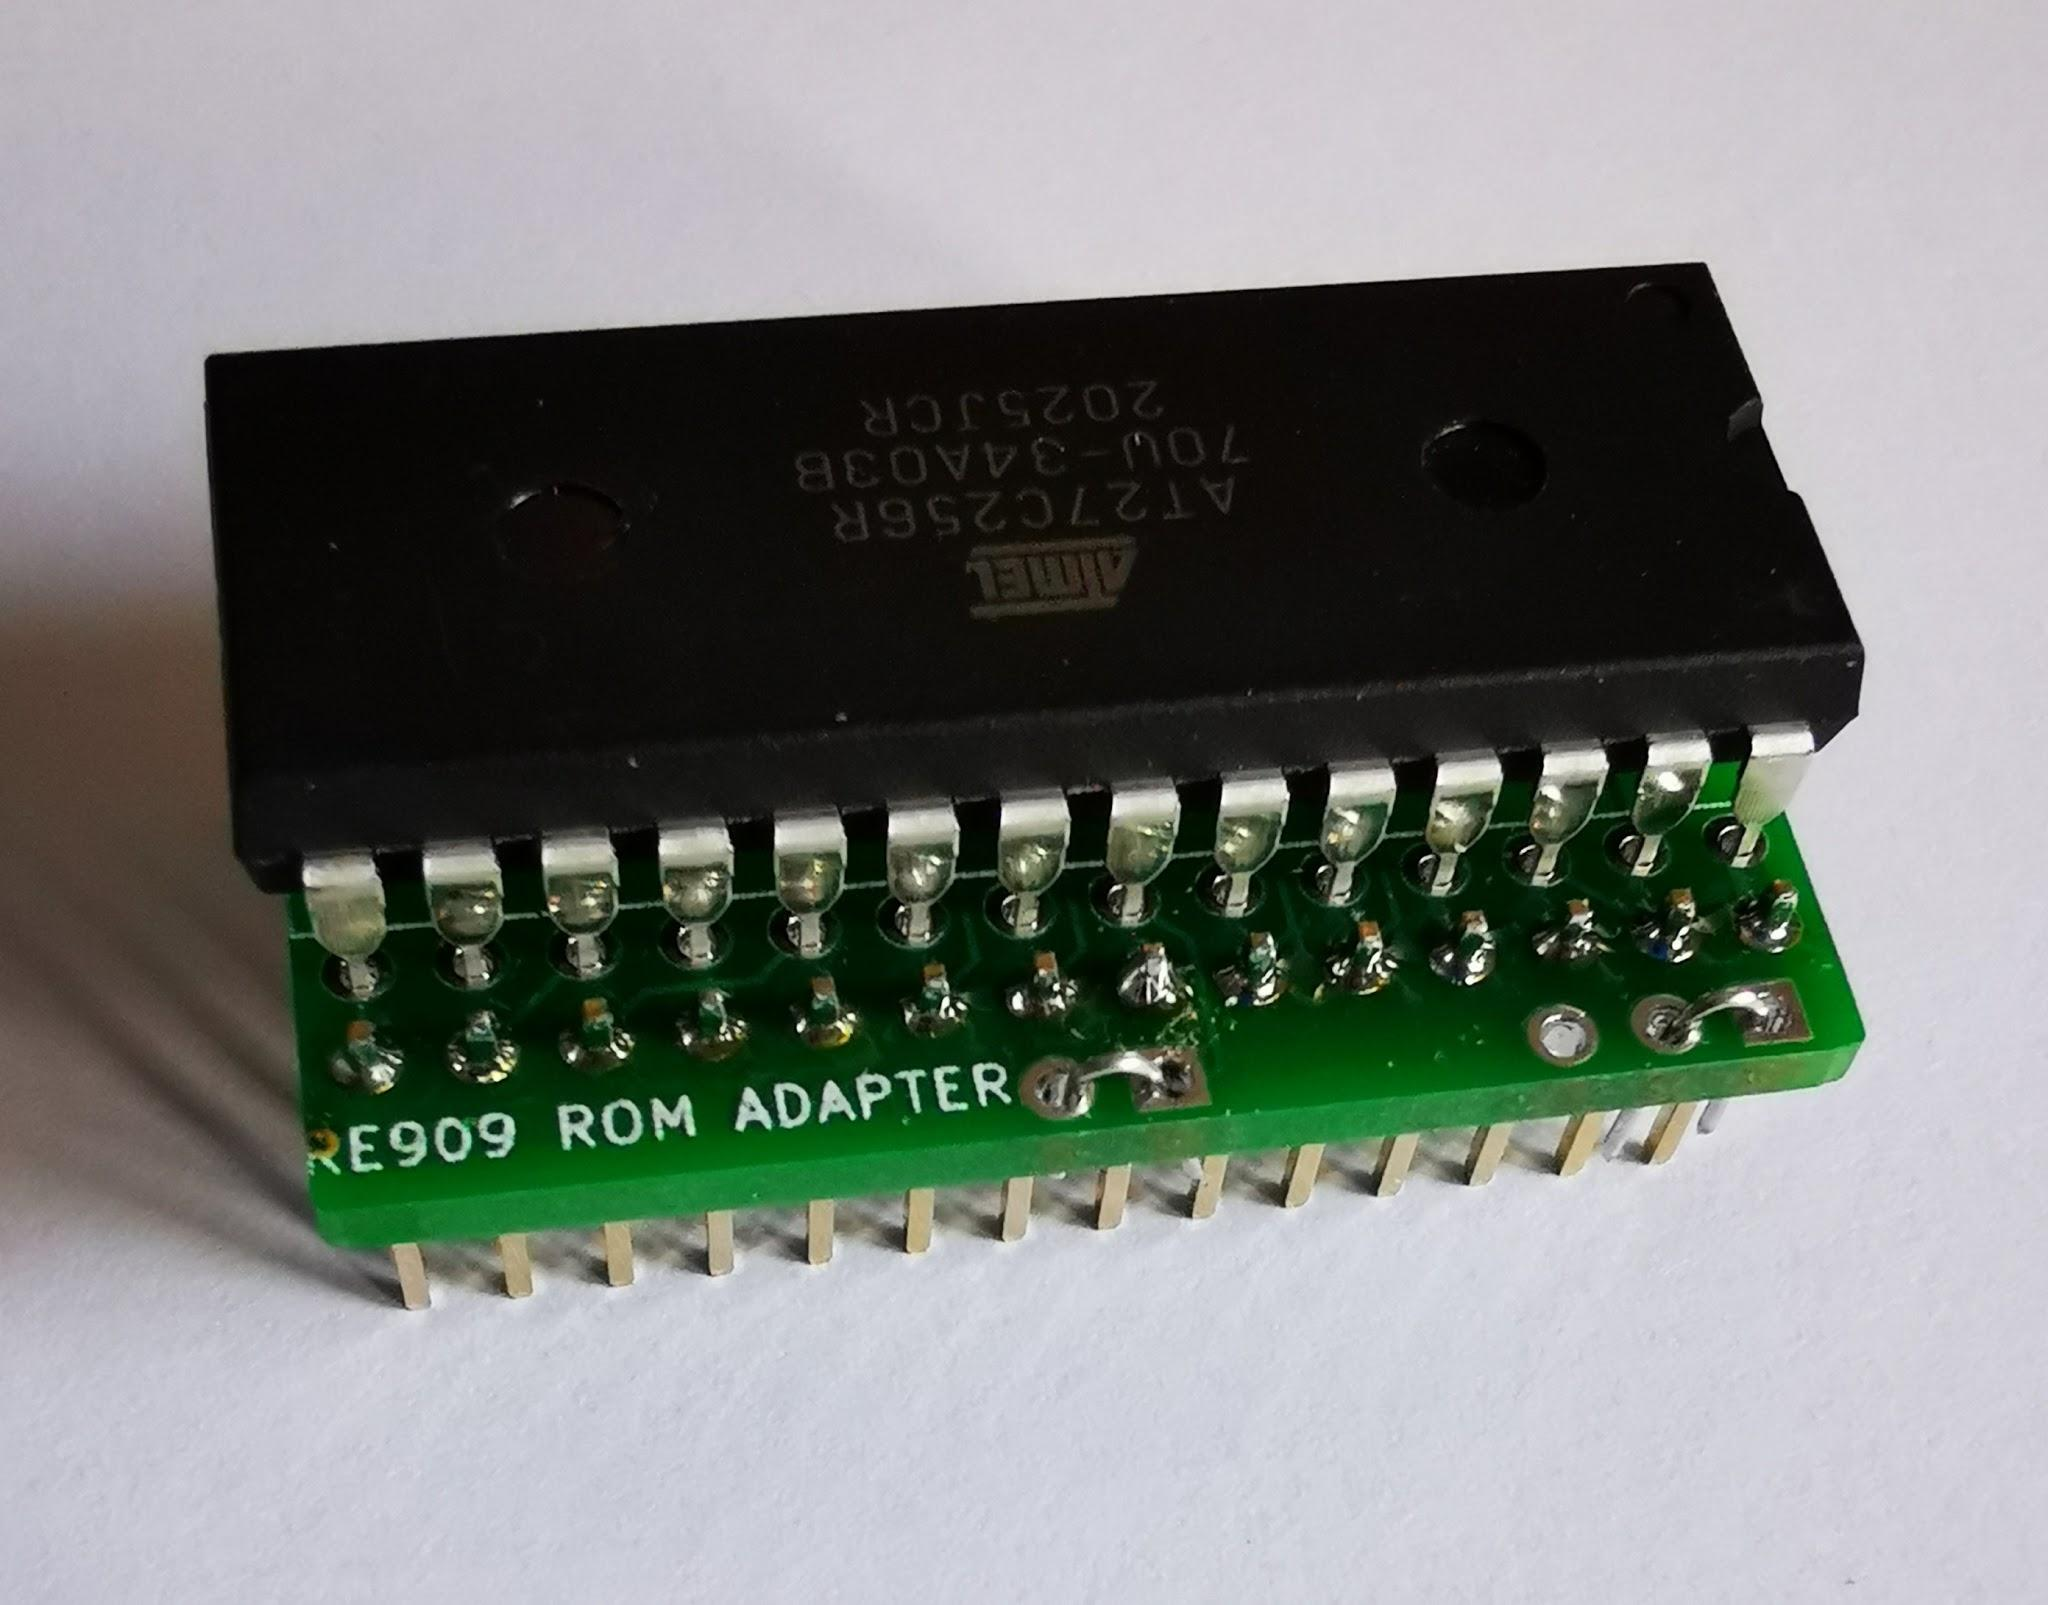 ATMEL
AT27C256R
70U-34A03B
2025JCR
RE909 ROM ADAPTER